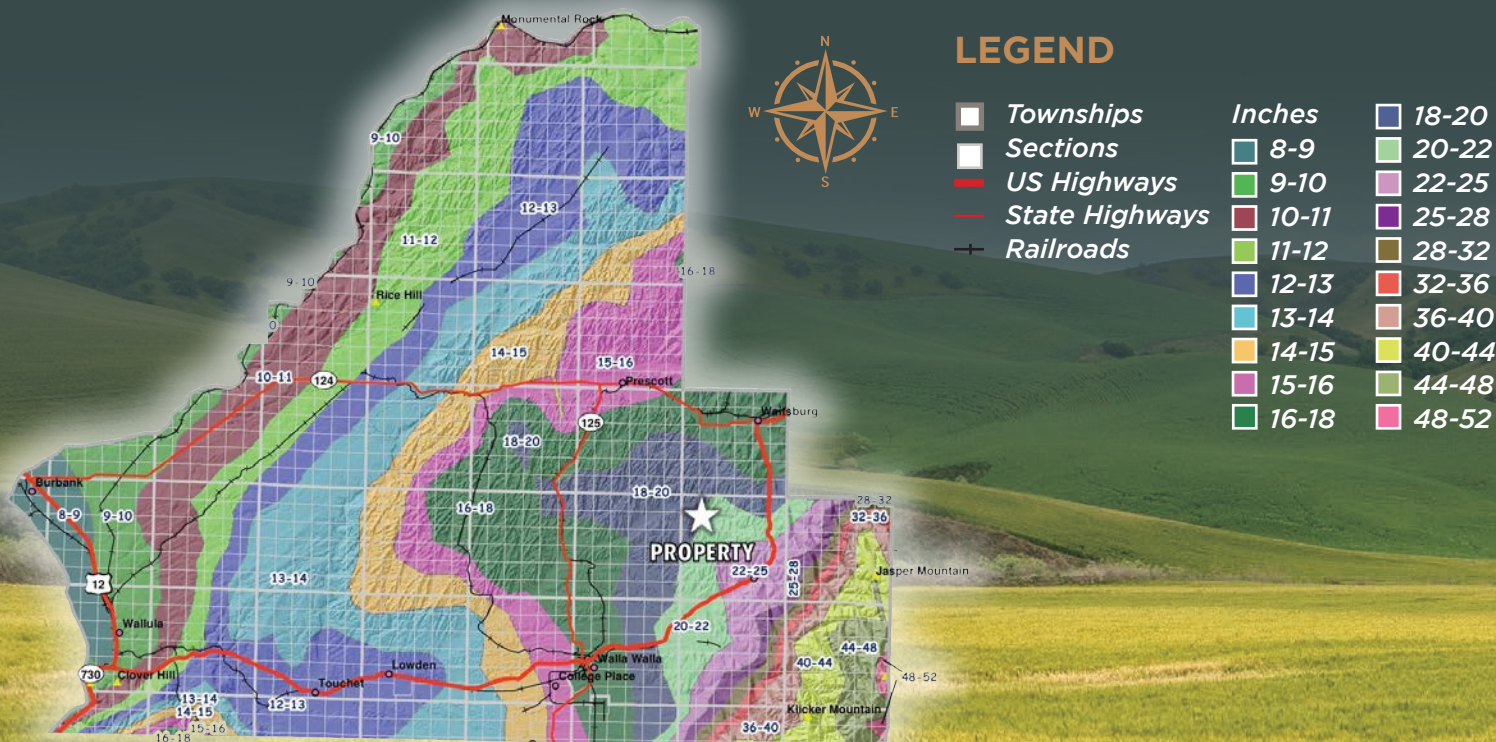 Monumental Rock
9-10
12-13
11-12
9-10
0
Rice Hill
16-18
14-15
15-16
10-11
124
Prescott
125
Waitsburg
18-20
Burbank
8-9
9-10
16-18
18-20
PROPERTY
28-32
32-36
12
13-14
22-25
25-28
Jasper Mountain
Wallula
20-22
730
Clover Hill
Lowden
Touchet
Walla Walla
College Place
40-44
44-48
48-52
13-14
14-15
12-13
15-16
16-18
Klicker Mountain
36-40
N
W
E
S
LEGEND
Townships
Sections
US Highways
State Highways
Railroads
Inches
8-9
9-10
10-11
11-12
12-13
13-14
14-15
15-16
16-18
18-20
20-22
22-25
25-28
28-32
32-36
36-40
40-44
44-48
48-52